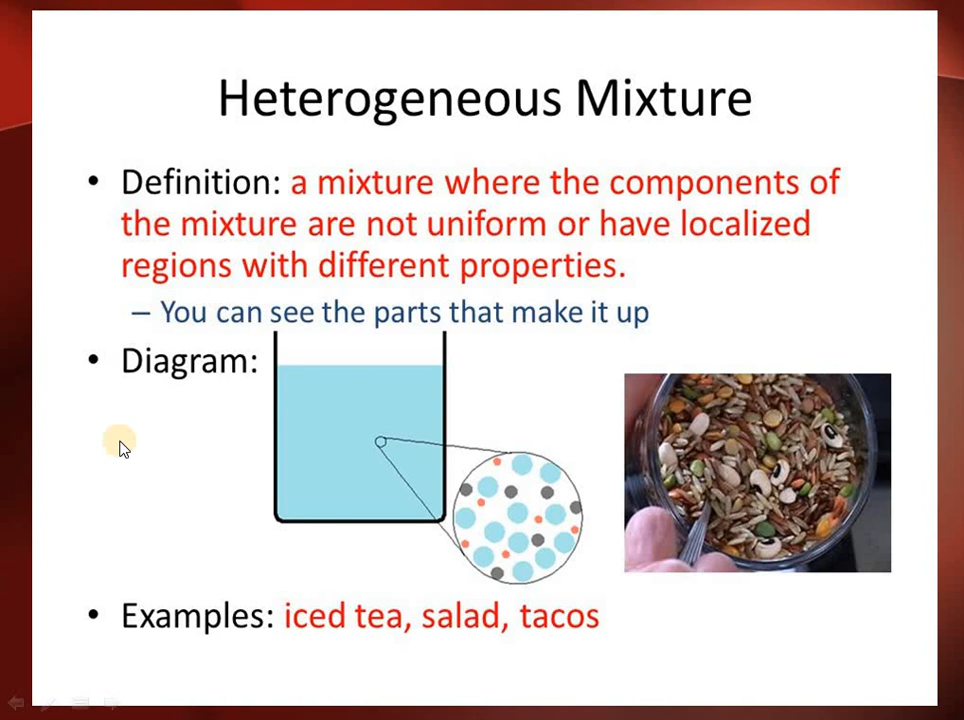 Heterogeneous Mixture
• Definition: a mixture where the components of
the mixture are not uniform or have localized
regions with different properties.
– You can see the parts that make it up
• Diagram:
• Examples: iced tea, salad, tacos